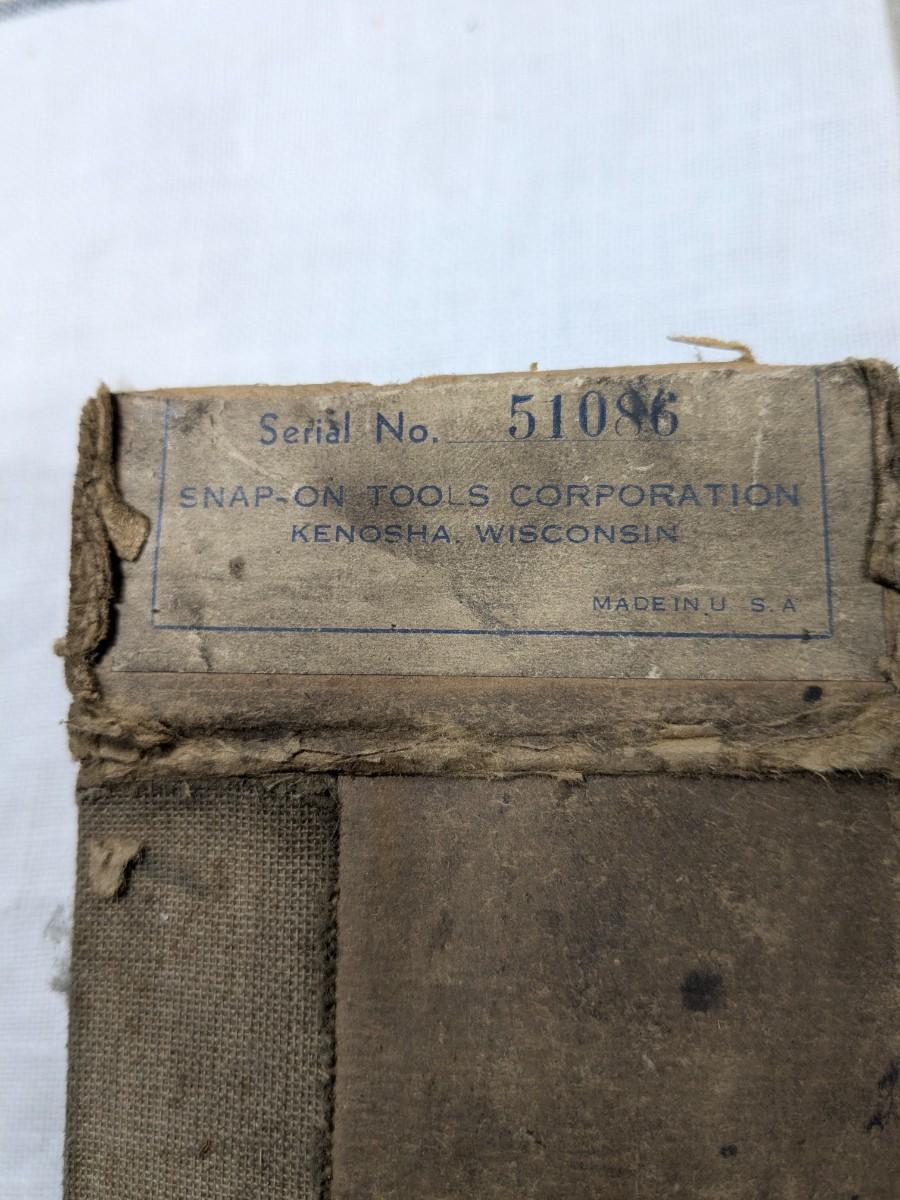 Serial No. 51086
SNAP-ON TOOLS CORPORATION
KENOSHA, WISCONSIN
MADE IN U S. A